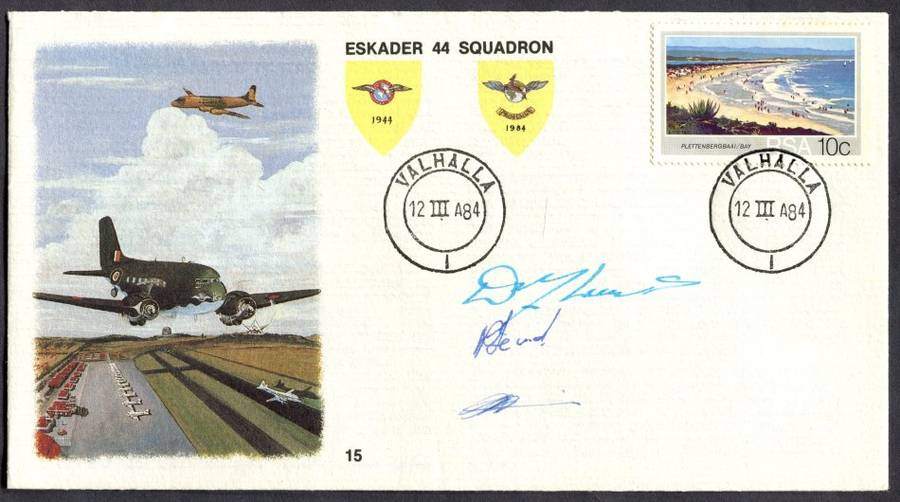 ESKADER 44 SQUADRON
1944
1984
PLETTENBERGBAAI/BAY
RSA 10c
VALHALLA
12 III A84
1
VALHALLA
12 III A84
1
15